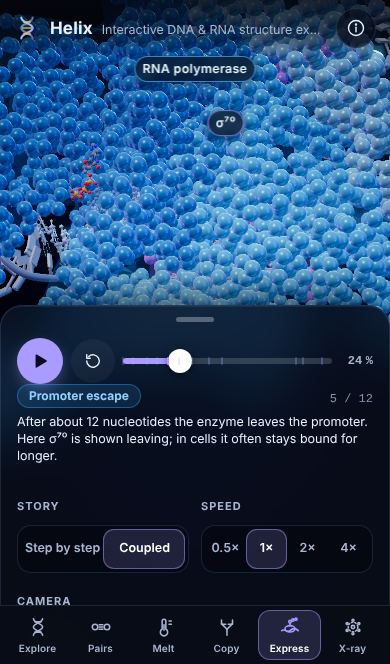 Helix Interactive DNA & RNA structure ex…
RNA polymerase
σ⁷⁰
24 %
Promoter escape
5 / 12
After about 12 nucleotides the enzyme leaves the promoter.
Here σ⁷⁰ is shown leaving; in cells it often stays bound for
longer.
STORY
SPEED
Step by step Coupled
0.5× 1× 2× 4×
CAMERA
Explore Pairs Melt Copy Express X-ray